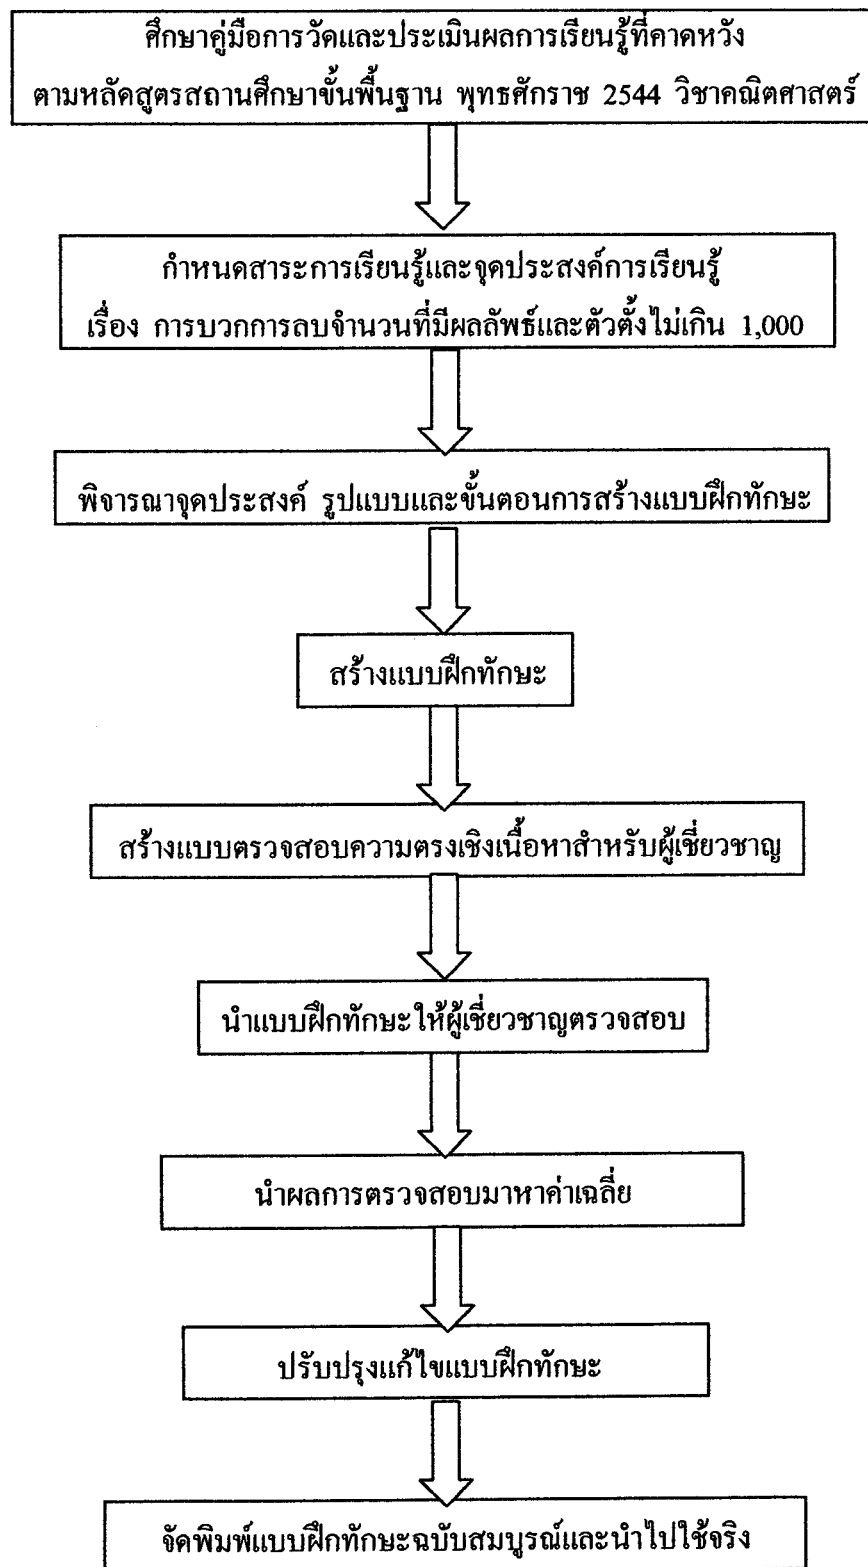 ศึกษาคู่มือการวัดและประเมินผลการเรียนรู้ที่คาดหวัง
ตามหลัคสูตรสถานศึกษาขั้นพื้นฐาน พุทธศักราช 2544 วิชาคณิตศาสตร์
กำหนดสาระการเรียนรู้และจุดประสงค์การเรียนรู้
เรื่อง การบวกการลบจำนวนที่มีผลลัพธ์และตัวตั้งไม่เกิน 1,000
พิจารณาจุดประสงค์ รูปแบบและขั้นตอนการสร้างแบบฝึกทักษะ
สร้างแบบฝึกทักษะ
สร้างแบบตรวจสอบความตรงเชิงเนื้อหาสำหรับผู้เชี่ยวชาญ
นำแบบฝึกทักษะให้ผู้เชี่ยวชาญตรวจสอบ
นำผลการตรวจสอบมาหาค่าเฉลี่ย
ปรับปรุงแก้ไขแบบฝึกทักษะ
จัดพิมพ์แบบฝึกทักษะฉบับสมบูรณ์และนำไปใช้จริง